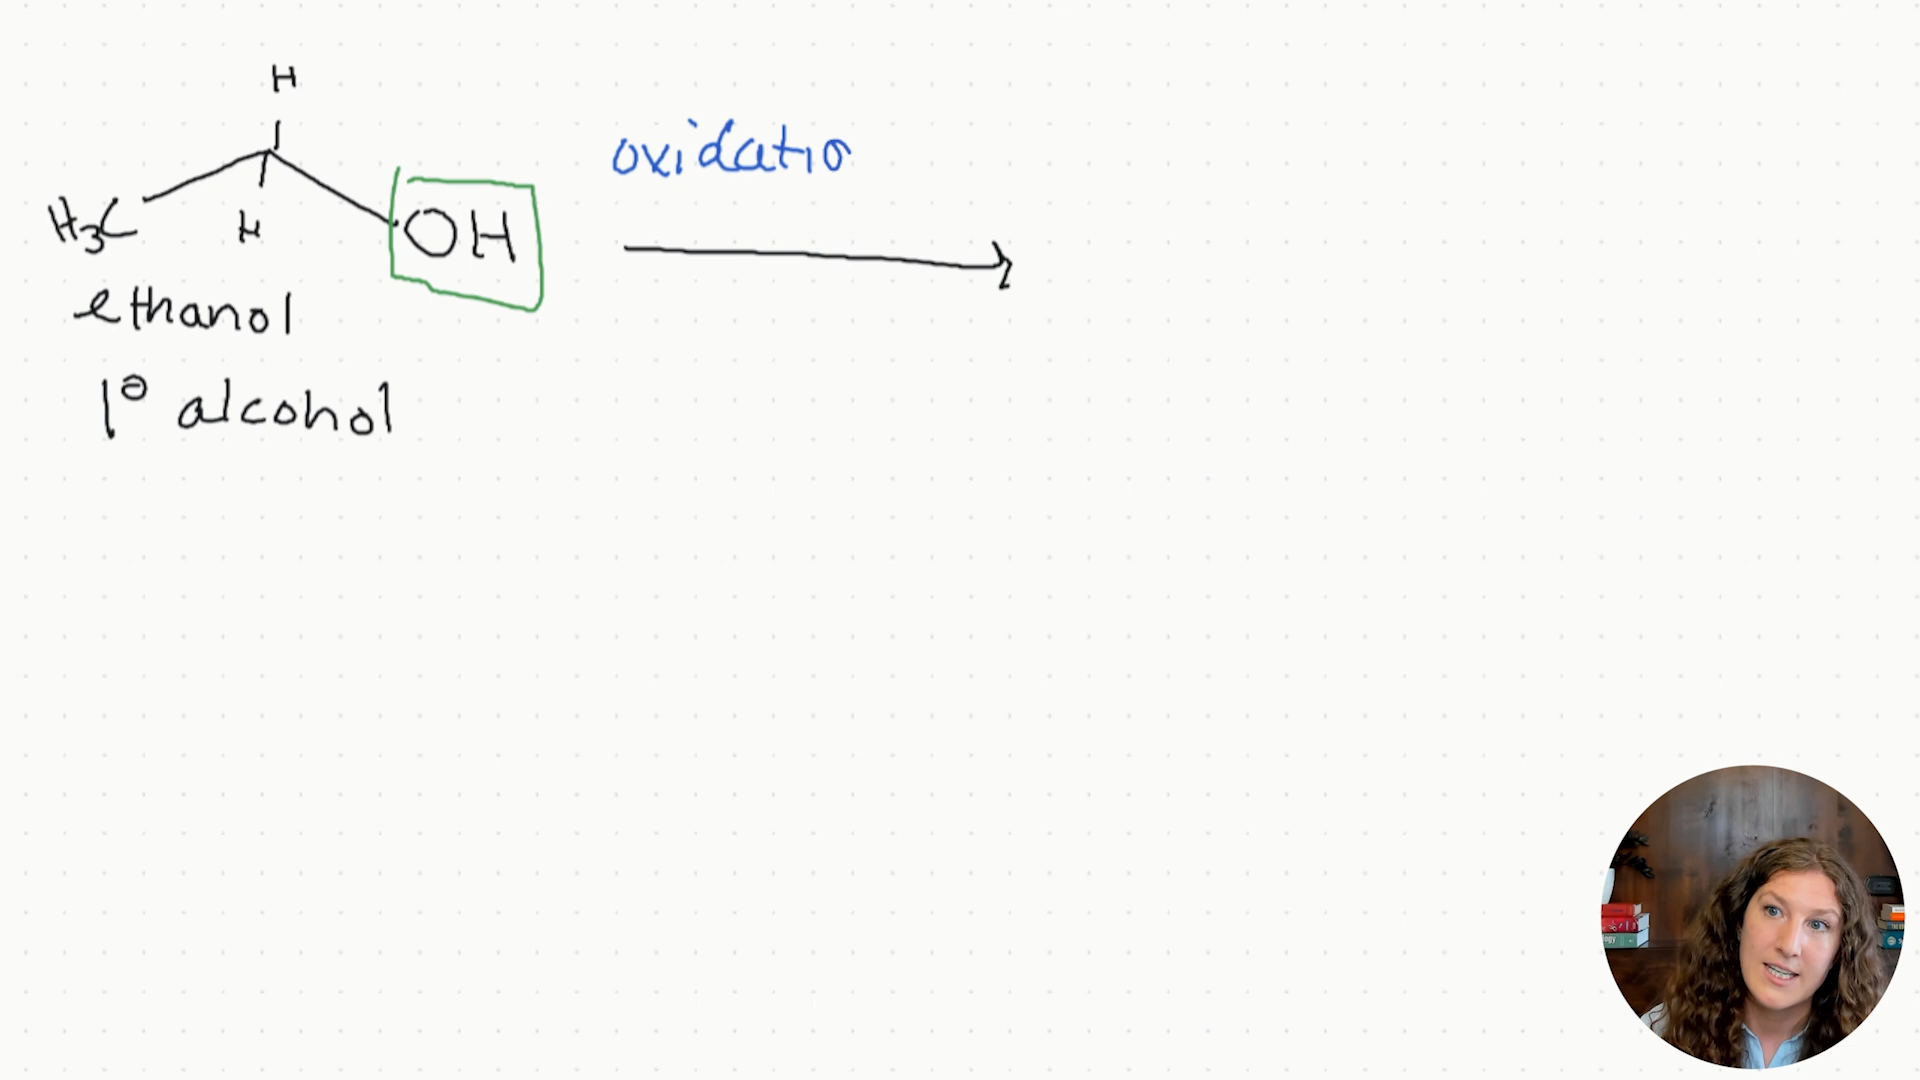 H
H₃C
H
OH
oxidatio
ethanol
1° alcohol